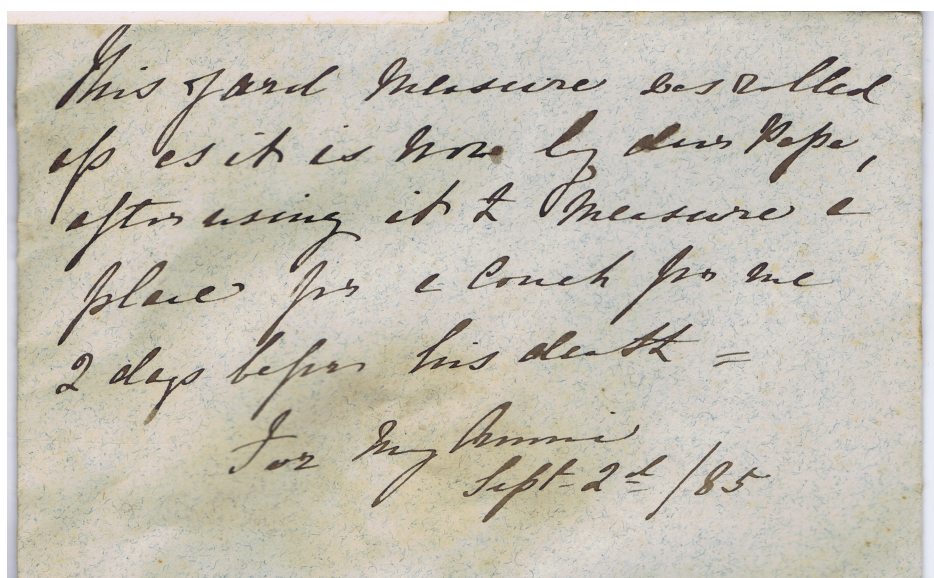 This yard measure was rolled
up as it is now by dear Papa,
after using it to measure a
place for a couch for me
2 days before his death =
For my Annie
Sept 2d /85